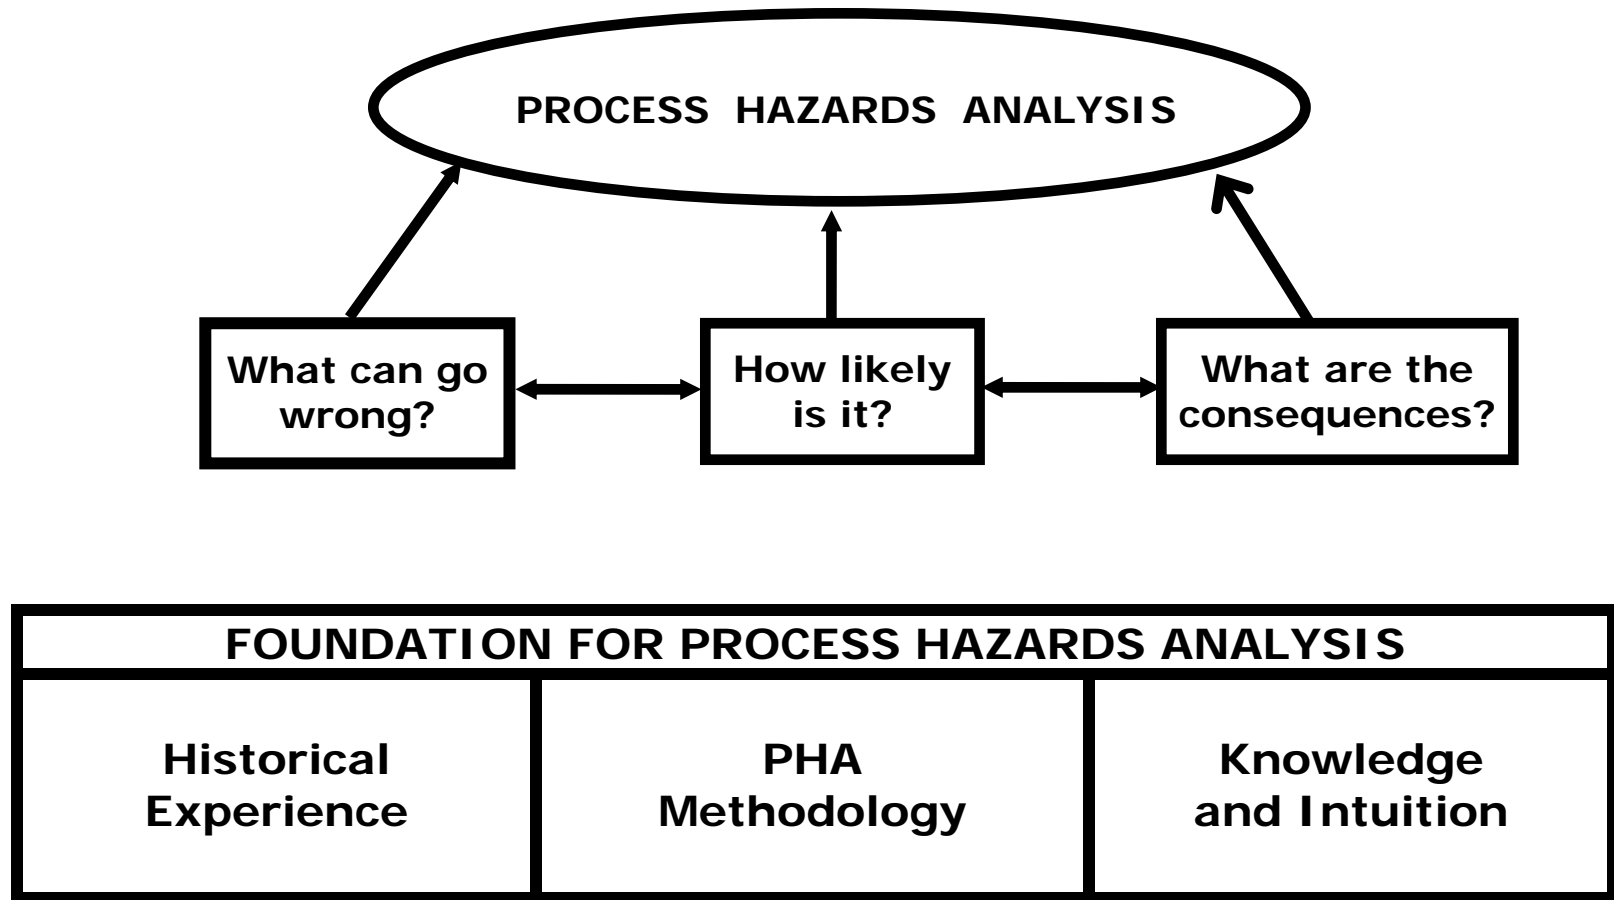 PROCESS HAZARDS ANALYSIS
What can go
wrong?
How likely
is it?
What are the
consequences?
FOUNDATION FOR PROCESS HAZARDS ANALYSIS
Historical
Experience
PHA
Methodology
Knowledge
and Intuition